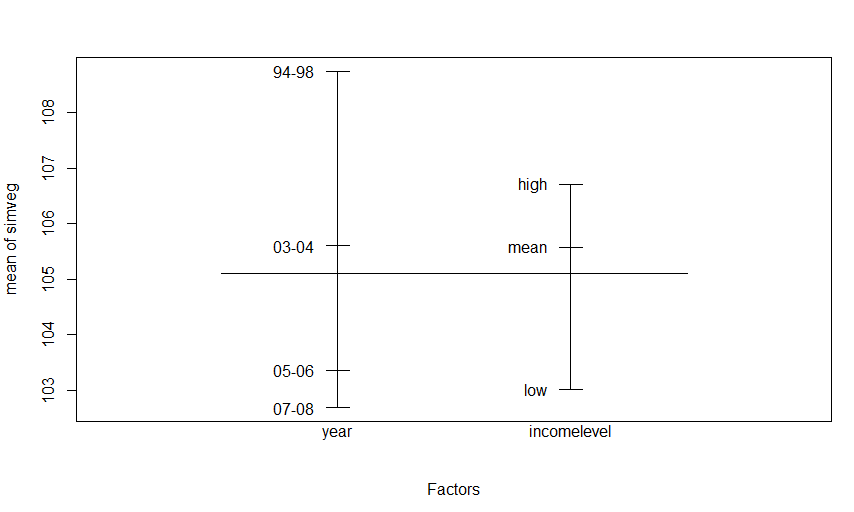 94-98
108
107
high
106
mean
03-04
mean of simveg
105
104
05-06
low
103
07-08
year
incomelevel
Factors